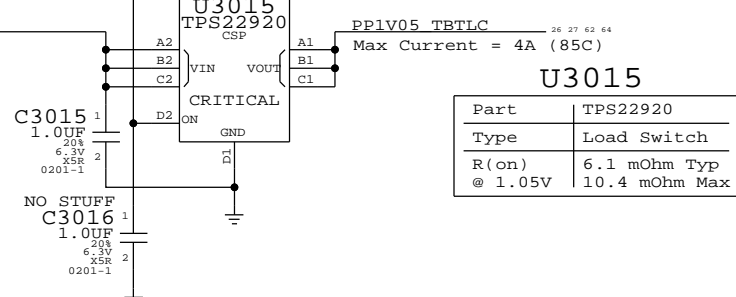 U3015
TPS22920
CSP
A2
B2
C2
VIN
VOUT
A1
B1
C1
CRITICAL
D2
ON
GND
D1
PP1V05_TBTLC
26 27 62 64
Max Current = 4A (85C)
C3015
1
1.0UF
20%
6.3V
X5R
0201-1
2
NO STUFF
C3016
1
1.0UF
20%
6.3V
X5R
0201-1
2
U3015
Part TPS22920
Type Load Switch
R(on) 6.1 mOhm Typ
@ 1.05V 10.4 mOhm Max